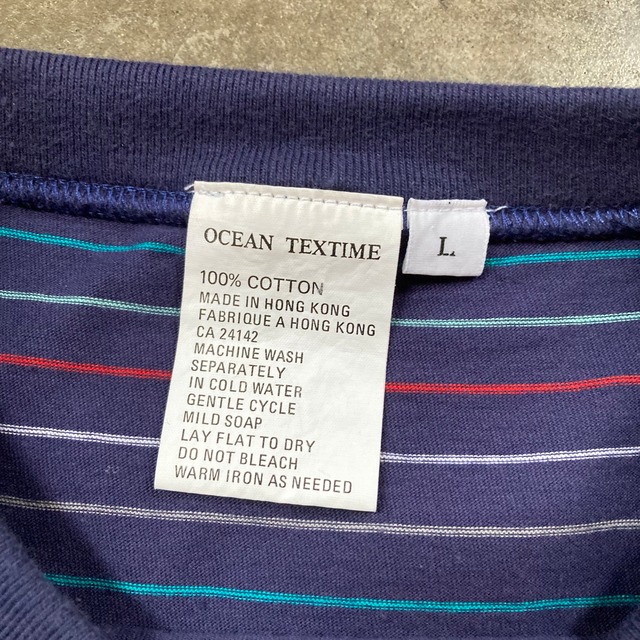 OCEAN TEXTIME
L
100% COTTON
MADE IN HONG KONG
FABRIQUE A HONG KONG
CA 24142
MACHINE WASH
SEPARATELY
IN COLD WATER
GENTLE CYCLE
MILD SOAP
LAY FLAT TO DRY
DO NOT BLEACH
WARM IRON AS NEEDED